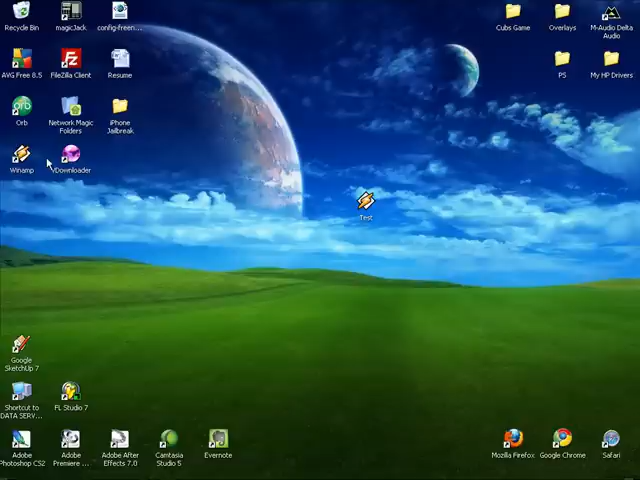 Recycle Bin
magicJack
config-freen...
Cubs Game
Overlays
M-Audio Delta
Audio
AVG Free 8.5
FileZilla Client
Resume
PS
My HP Drivers
Orb
Network Magic
Folders
iPhone
Jailbreak
Winamp
VDownloader
Test
Google
SketchUp 7
Shortcut to
DATA SERV...
FL Studio 7
Adobe
Photoshop CS2
Adobe
Premiere ...
Adobe After
Effects 7.0
Camtasia
Studio 5
Evernote
Mozilla Firefox
Google Chrome
Safari